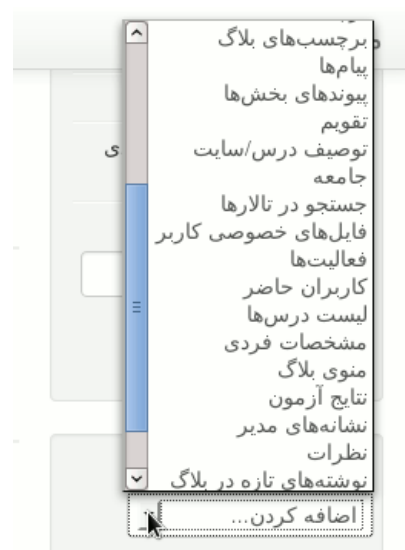 برچسب‌های بلاگ
پیام‌ها
پیوندهای بخش‌ها
تقویم
توصیف درس/سایت
جامعه
جستجو در تالارها
فایل‌های خصوصی کاربر
فعالیت‌ها
کاربران حاضر
لیست درس‌ها
مشخصات فردی
منوی بلاگ
نتایج آزمون
نشانه‌های مدیر
نظرات
نوشته‌های تازه در بلاگ
اضافه کردن...